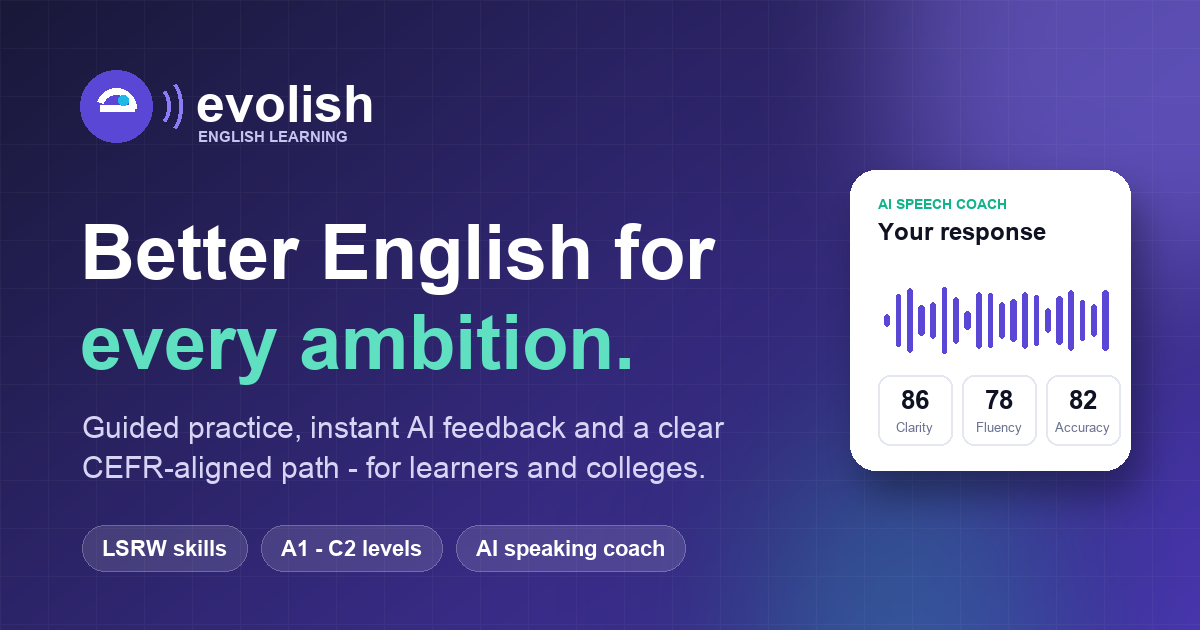 evolish
ENGLISH LEARNING
Better English for
every ambition.
Guided practice, instant AI feedback and a clear
CEFR-aligned path - for learners and colleges.
LSRW skills
A1 - C2 levels
AI speaking coach
AI SPEECH COACH
Your response
86
Clarity
78
Fluency
82
Accuracy